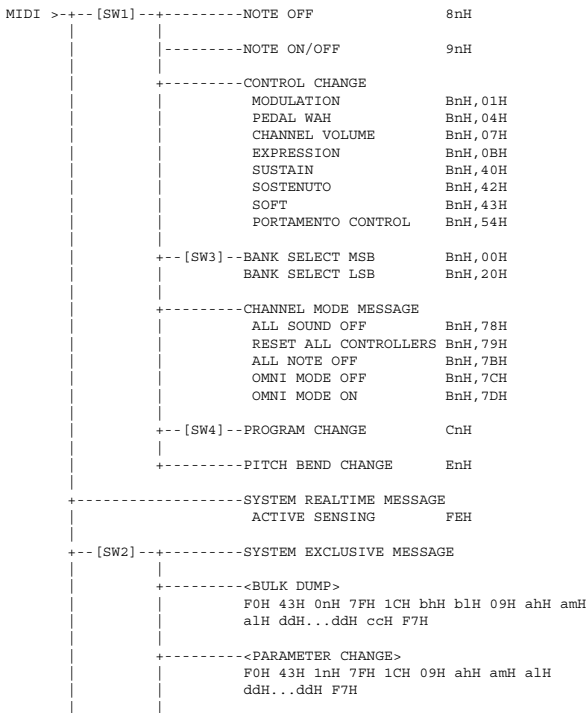 MIDI >-+--[SW1]--+---------NOTE OFF 8nH
|---------NOTE ON/OFF 9nH
+---------CONTROL CHANGE
MODULATION BnH,01H
PEDAL WAH BnH,04H
CHANNEL VOLUME BnH,07H
EXPRESSION BnH,0BH
SUSTAIN BnH,40H
SOSTENUTO BnH,42H
SOFT BnH,43H
PORTAMENTO CONTROL BnH,54H
+--[SW3]--BANK SELECT MSB BnH,00H
BANK SELECT LSB BnH,20H
+---------CHANNEL MODE MESSAGE
ALL SOUND OFF BnH,78H
RESET ALL CONTROLLERS BnH,79H
ALL NOTE OFF BnH,7BH
OMNI MODE OFF BnH,7CH
OMNI MODE ON BnH,7DH
+--[SW4]--PROGRAM CHANGE CnH
+---------PITCH BEND CHANGE EnH
+-------------------SYSTEM REALTIME MESSAGE
ACTIVE SENSING FEH
+--[SW2]--+---------SYSTEM EXCLUSIVE MESSAGE
+---------<BULK DUMP>
F0H 43H 0nH 7FH 1CH bhH blH 09H ahH amH
alH ddH...ddH ccH F7H
+---------<PARAMETER CHANGE>
F0H 43H 1nH 7FH 1CH 09H ahH amH alH
ddH...ddH F7H